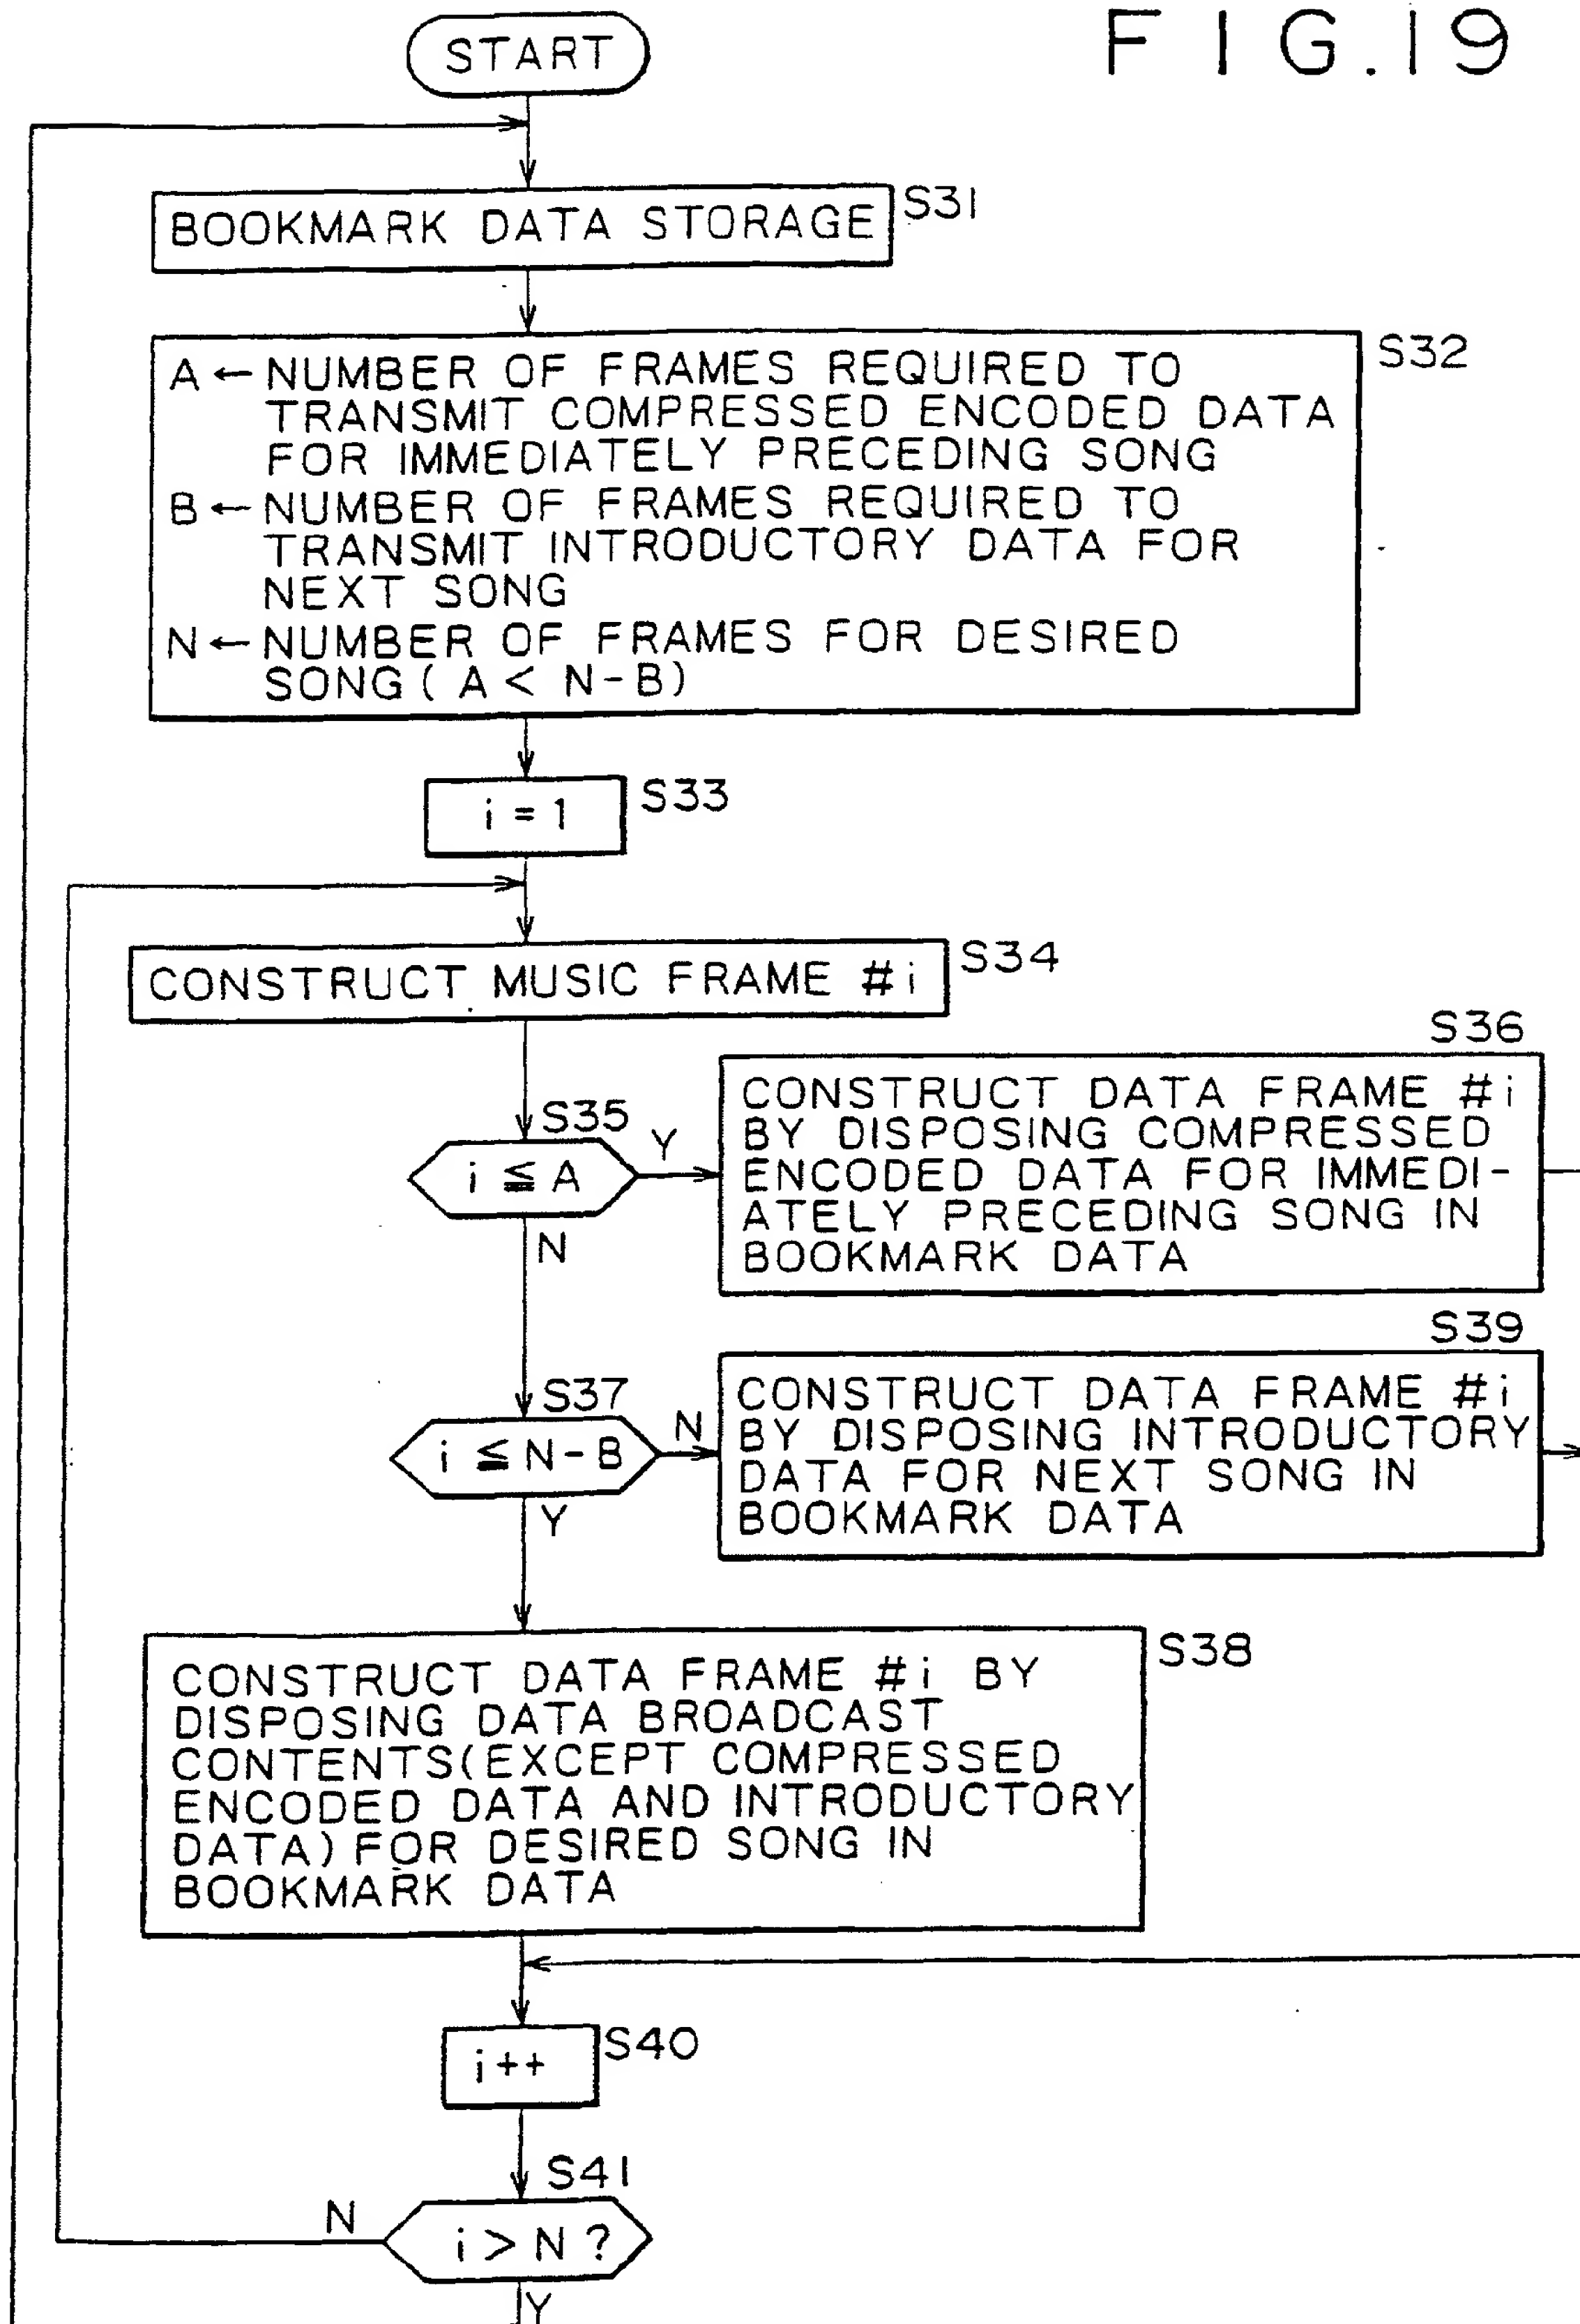 FIG.19
START
BOOKMARK DATA STORAGE
S31
S32
A ← NUMBER OF FRAMES REQUIRED TO
TRANSMIT COMPRESSED ENCODED DATA
FOR IMMEDIATELY PRECEDING SONG
B ← NUMBER OF FRAMES REQUIRED TO
TRANSMIT INTRODUCTORY DATA FOR
NEXT SONG
N ← NUMBER OF FRAMES FOR DESIRED
SONG ( A < N-B)
i = 1
S33
CONSTRUCT MUSIC FRAME #i
S34
S35
i ≦ A
Y
N
S36
CONSTRUCT DATA FRAME #i
BY DISPOSING COMPRESSED
ENCODED DATA FOR IMMEDI-
ATELY PRECEDING SONG IN
BOOKMARK DATA
S37
i ≦ N-B
N
Y
S39
CONSTRUCT DATA FRAME #i
BY DISPOSING INTRODUCTORY
DATA FOR NEXT SONG IN
BOOKMARK DATA
S38
CONSTRUCT DATA FRAME #i BY
DISPOSING DATA BROADCAST
CONTENTS(EXCEPT COMPRESSED
ENCODED DATA AND INTRODUCTORY
DATA) FOR DESIRED SONG IN
BOOKMARK DATA
i++
S40
S41
N
i > N ?
Y